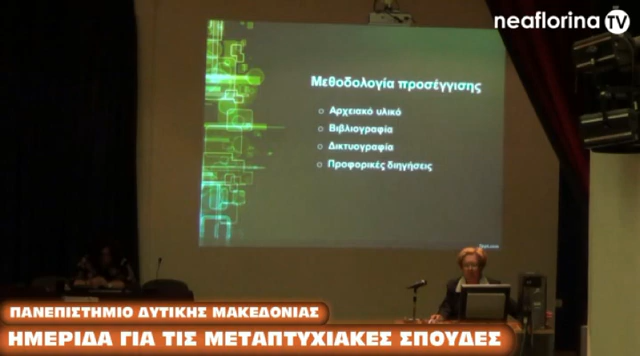 neaflorina TV
Μεθοδολογία προσέγγισης
Αρχειακό υλικό
Βιβλιογραφία
Δικτυογραφία
Προφορικές διηγήσεις
ΠΑΝΕΠΙΣΤΗΜΙΟ ΔΥΤΙΚΗΣ ΜΑΚΕΔΟΝΙΑΣ
ΗΜΕΡΙΔΑ ΓΙΑ ΤΙΣ ΜΕΤΑΠΤΥΧΙΑΚΕΣ ΣΠΟΥΔΕΣ